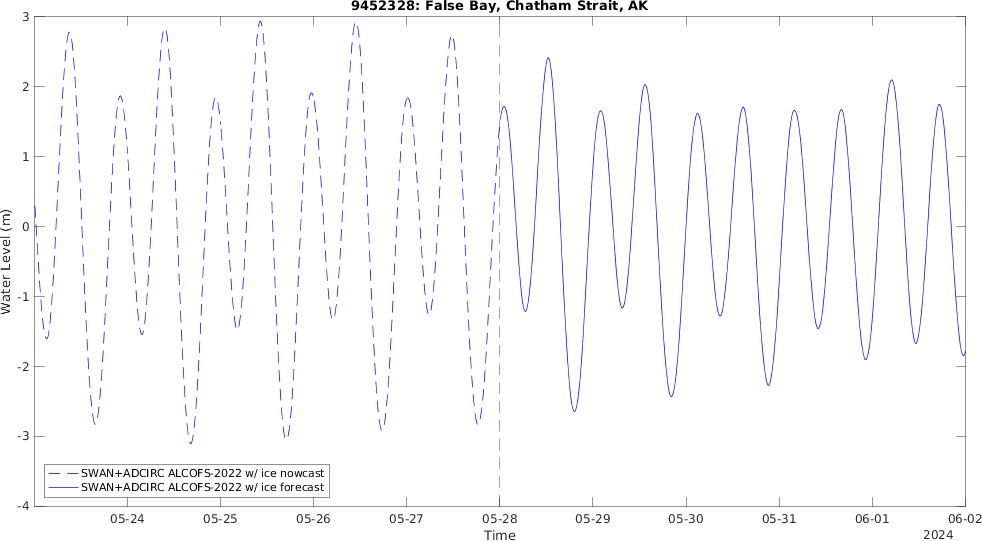 9452328: False Bay, Chatham Strait, AK
3
2
1
0
-1
-2
-3
-4
Water Level (m)
SWAN+ADCIRC ALCOFS-2022 w/ ice nowcast
SWAN+ADCIRC ALCOFS-2022 w/ ice forecast
05-24 05-25 05-26 05-27 05-28 05-29 05-30 05-31 06-01 06-02
Time
2024